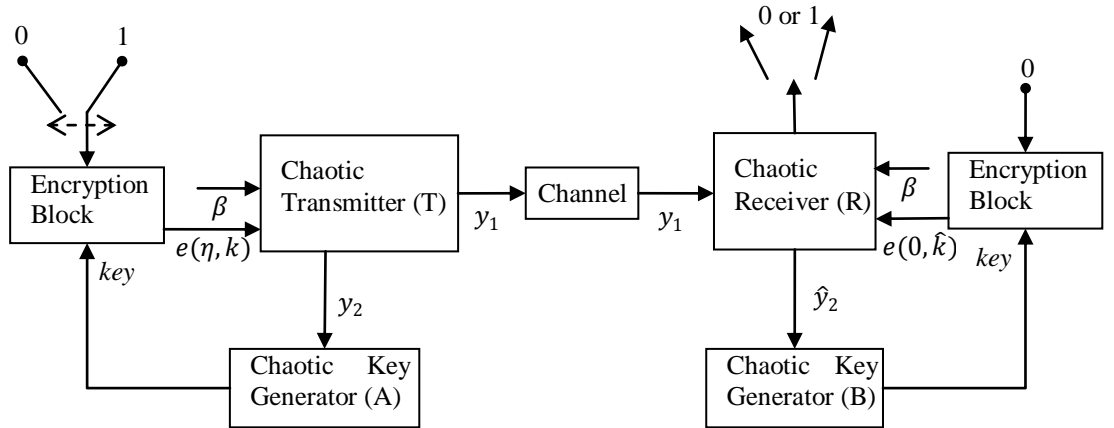 0 1
Encryption
Block
key
β
e(η, k)
Chaotic
Transmitter (T)
y₂
Chaotic Key
Generator (A)
y₁
Channel
y₁
0 or 1
Chaotic
Receiver (R)
ŷ₂
Chaotic Key
Generator (B)
β
e(0, k̂)
0
Encryption
Block
key